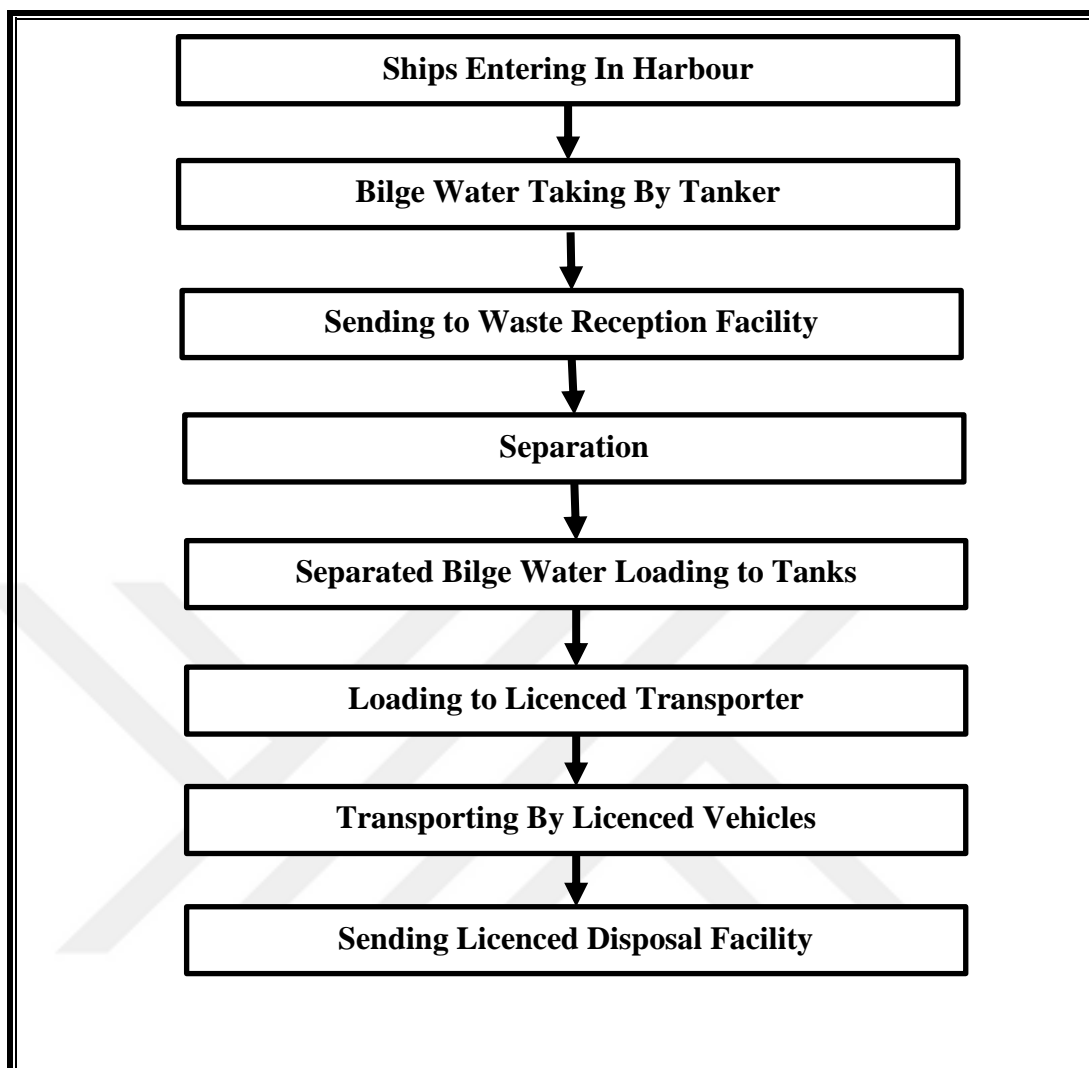 Ships Entering In Harbour
Bilge Water Taking By Tanker
Sending to Waste Reception Facility
Separation
Separated Bilge Water Loading to Tanks
Loading to Licenced Transporter
Transporting By Licenced Vehicles
Sending Licenced Disposal Facility